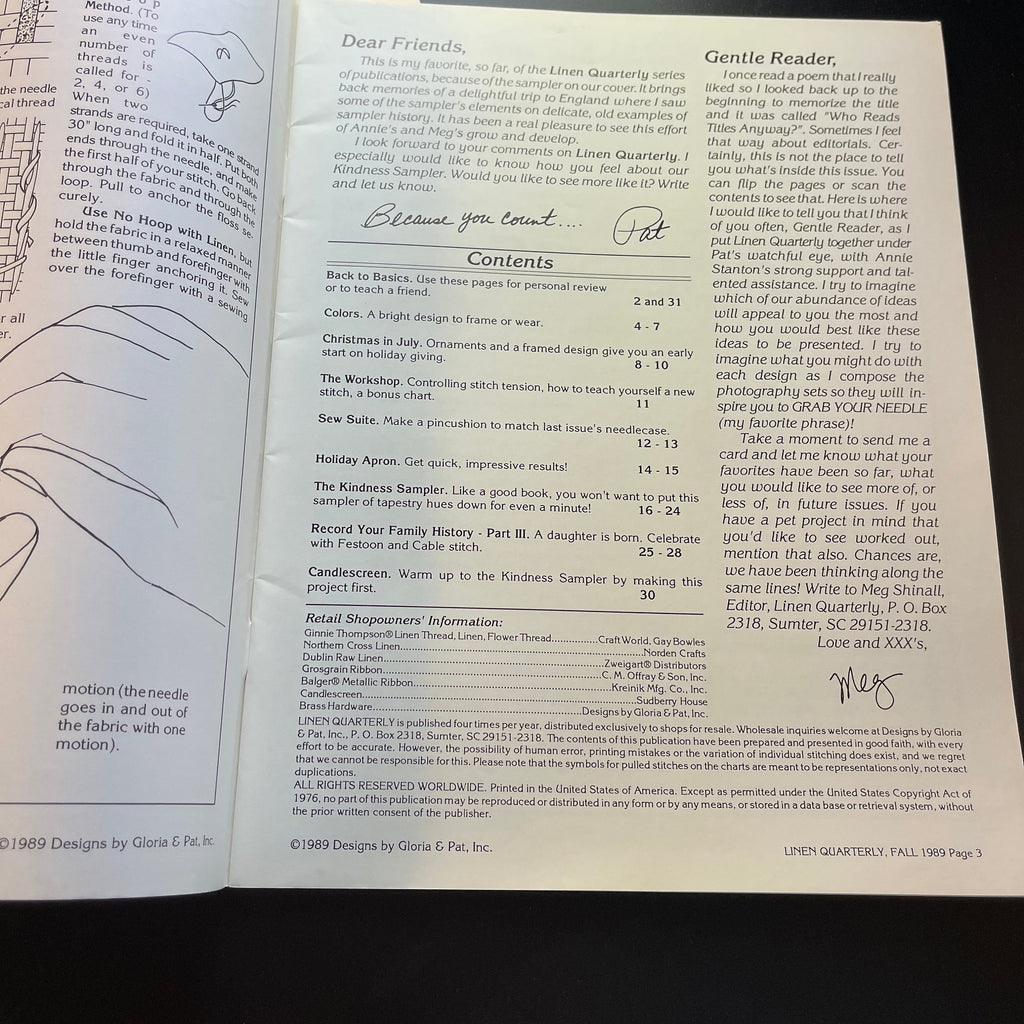 Method. (To
use any time
an even
number of
threads is
called for -
2, 4, or 6)
When two
strands are required, take one strand
30" long and fold it in half. Put both
ends through the needle, and make
the first half of your stitch. Go back
through the fabric and through the
loop. Pull to anchor the floss se-
curely.
Use No Hoop with Linen, but
hold the fabric in a relaxed manner
between thumb and forefinger with
the little finger anchoring it. Sew
over the forefinger with a sewing
the needle
cal thread
r all
er.
motion (the needle
goes in and out of
the fabric with one
motion).
©1989 Designs by Gloria & Pat, Inc.
Dear Friends,
This is my favorite, so far, of the Linen Quarterly series
of publications, because of the sampler on our cover. It brings
back memories of a delightful trip to England where I saw
some of the sampler's elements on delicate, old examples of
sampler history. It has been a real pleasure to see this effort
of Annie's and Meg's grow and develop.
I look forward to your comments on Linen Quarterly. I
especially would like to know how you feel about our
Kindness Sampler. Would you like to see more like it? Write
and let us know.
Because you count....
Pat
Contents
Back to Basics. Use these pages for personal review
or to teach a friend.
2 and 31
Colors. A bright design to frame or wear.
4 - 7
Christmas in July. Ornaments and a framed design give you an early
start on holiday giving.
8 - 10
The Workshop. Controlling stitch tension, how to teach yourself a new
stitch, a bonus chart.
11
Sew Suite. Make a pincushion to match last issue's needlecase.
12 - 13
Holiday Apron. Get quick, impressive results!
14 - 15
The Kindness Sampler. Like a good book, you won't want to put this
sampler of tapestry hues down for even a minute!
16 - 24
Record Your Family History - Part III. A daughter is born. Celebrate
with Festoon and Cable stitch.
25 - 28
Candlescreen. Warm up to the Kindness Sampler by making this
project first.
30
Retail Shopowners' Information:
Ginnie Thompson® Linen Thread, Linen, Flower Thread...............Craft World, Gay Bowles
Northern Cross Linen...............Norden Crafts
Dublin Raw Linen...............Zweigart® Distributors
Grosgrain Ribbon...............C. M. Offray & Son, Inc.
Balger® Metallic Ribbon...............Kreinik Mfg. Co., Inc.
Candlescreen...............Sudberry House
Brass Hardware...............Designs by Gloria & Pat, Inc.
Gentle Reader,
I once read a poem that I really
liked so I looked back up to the
beginning to memorize the title
and it was called "Who Reads
Titles Anyway?". Sometimes I feel
that way about editorials. Cer-
tainly, this is not the place to tell
you what's inside this issue. You
can flip the pages or scan the
contents to see that. Here is where
I would like to tell you that I think
of you often, Gentle Reader, as I
put Linen Quarterly together under
Pat's watchful eye, with Annie
Stanton's strong support and tal-
ented assistance. I try to imagine
which of our abundance of ideas
will appeal to you the most and
how you would best like these
ideas to be presented. I try to
imagine what you might do with
each design as I compose the
photography sets so they will in-
spire you to GRAB YOUR NEEDLE
(my favorite phrase)!
Take a moment to send me a
card and let me know what your
favorites have been so far, what
you would like to see more of, or
less of, in future issues. If you
have a pet project in mind that
you'd like to see worked out,
mention that also. Chances are,
we have been thinking along the
same lines! Write to Meg Shinall,
Editor, Linen Quarterly, P. O. Box
2318, Sumter, SC 29151-2318.
Love and XXX's,
Meg
LINEN QUARTERLY is published four times per year, distributed exclusively to shops for resale. Wholesale inquiries welcome at Designs by Gloria
& Pat, Inc., P. O. Box 2318, Sumter, SC 29151-2318. The contents of this publication have been prepared and presented in good faith, with every
effort to be accurate. However, the possibility of human error, printing mistakes or the variation of individual stitching does exist, and we regret
that we cannot be responsible for this. Please note that the symbols for pulled stitches on the charts are meant to be representations only, not exact
duplications.
ALL RIGHTS RESERVED WORLDWIDE. Printed in the United States of America. Except as permitted under the United States Copyright Act of
1976, no part of this publication may be reproduced or distributed in any form or by any means, or stored in a data base or retrieval system, without
the prior written consent of the publisher.
©1989 Designs by Gloria & Pat, Inc.
LINEN QUARTERLY, FALL 1989 Page 3